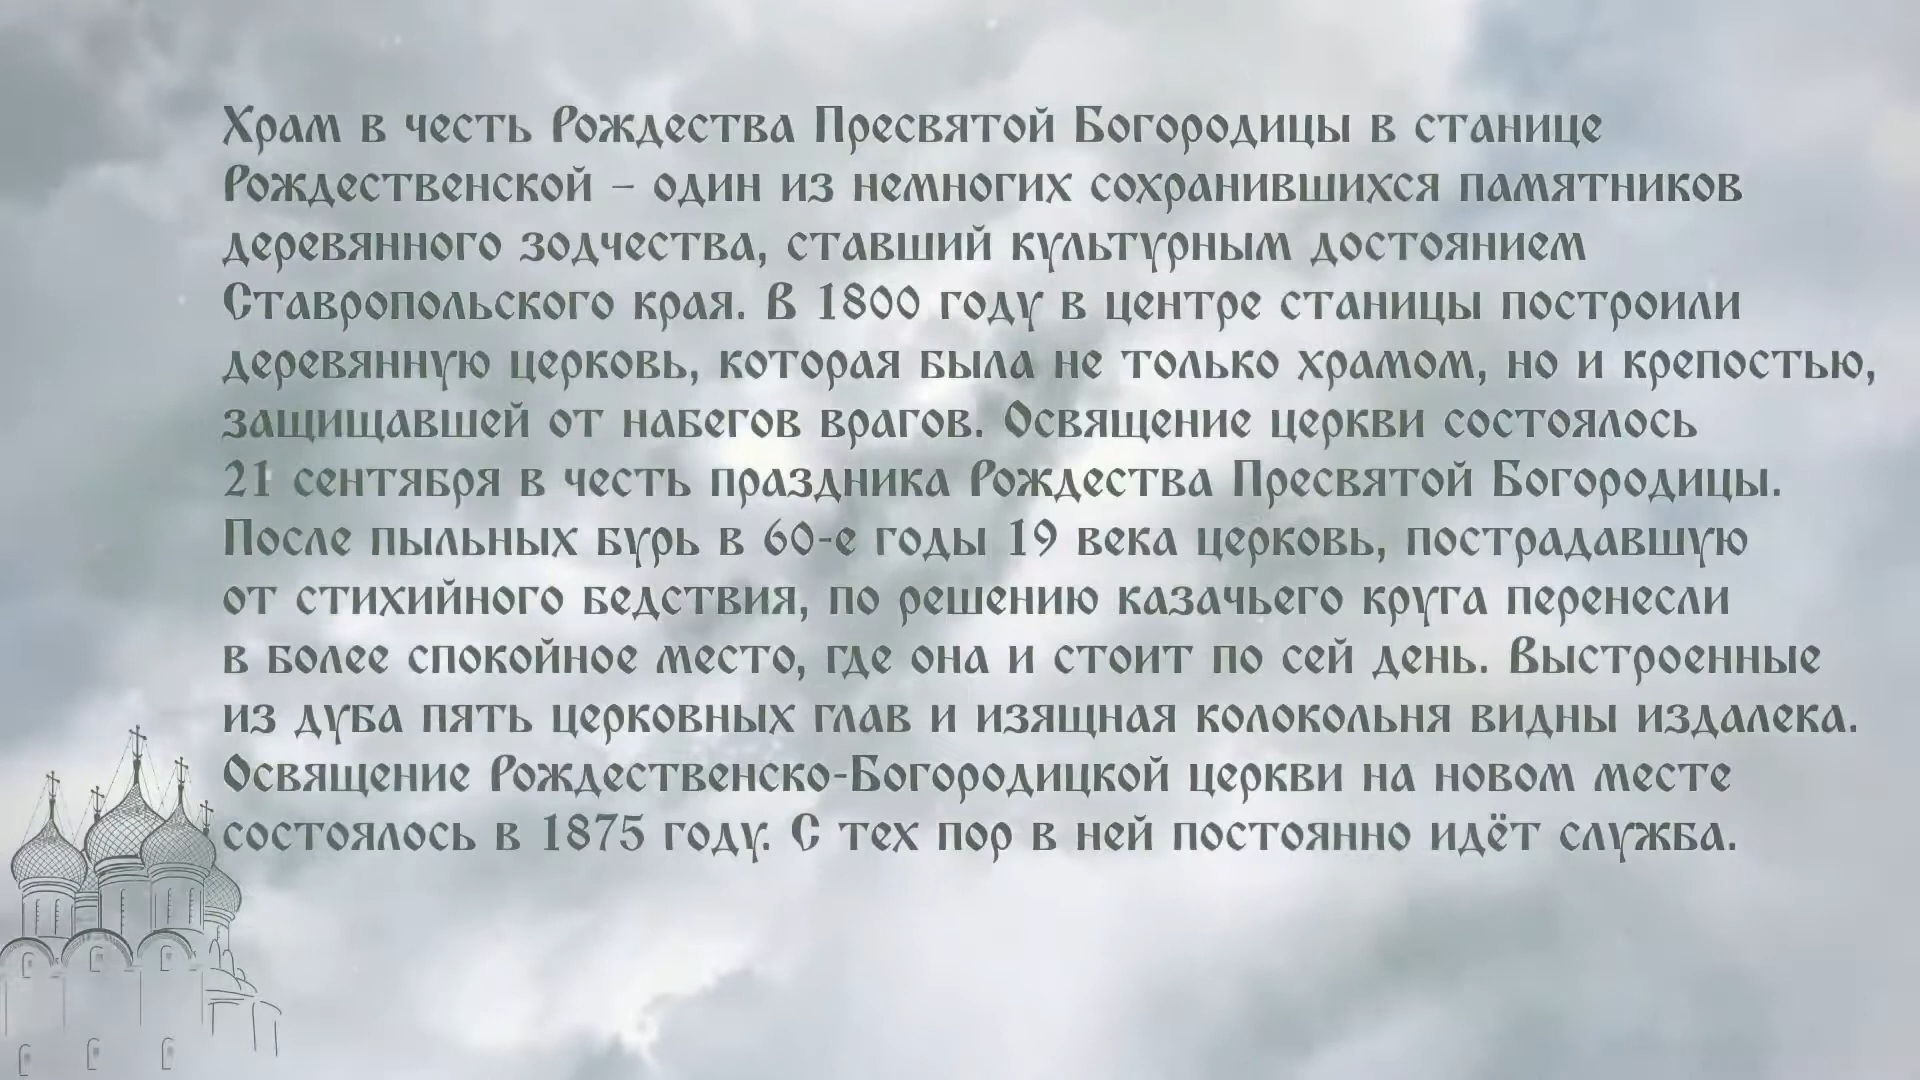 Храм в честь Рождества Пресвятой Богородицы в станице
Рождественской – один из немногих сохранившихся памятников
деревянного зодчества, ставший культурным достоянием
Ставропольского края. В 1800 году в центре станицы построили
деревянную церковь, которая была не только храмом, но и крепостью,
защищавшей от набегов врагов. Освящение церкви состоялось
21 сентября в честь праздника Рождества Пресвятой Богородицы.
После пыльных бурь в 60-е годы 19 века церковь, пострадавшую
от стихийного бедствия, по решению казачьего круга перенесли
в более спокойное место, где она и стоит по сей день. Выстроенные
из дуба пять церковных глав и изящная колокольня видны издалека.
Освящение Рождественско-Богородицкой церкви на новом месте
состоялось в 1875 году. С тех пор в ней постоянно идёт служба.